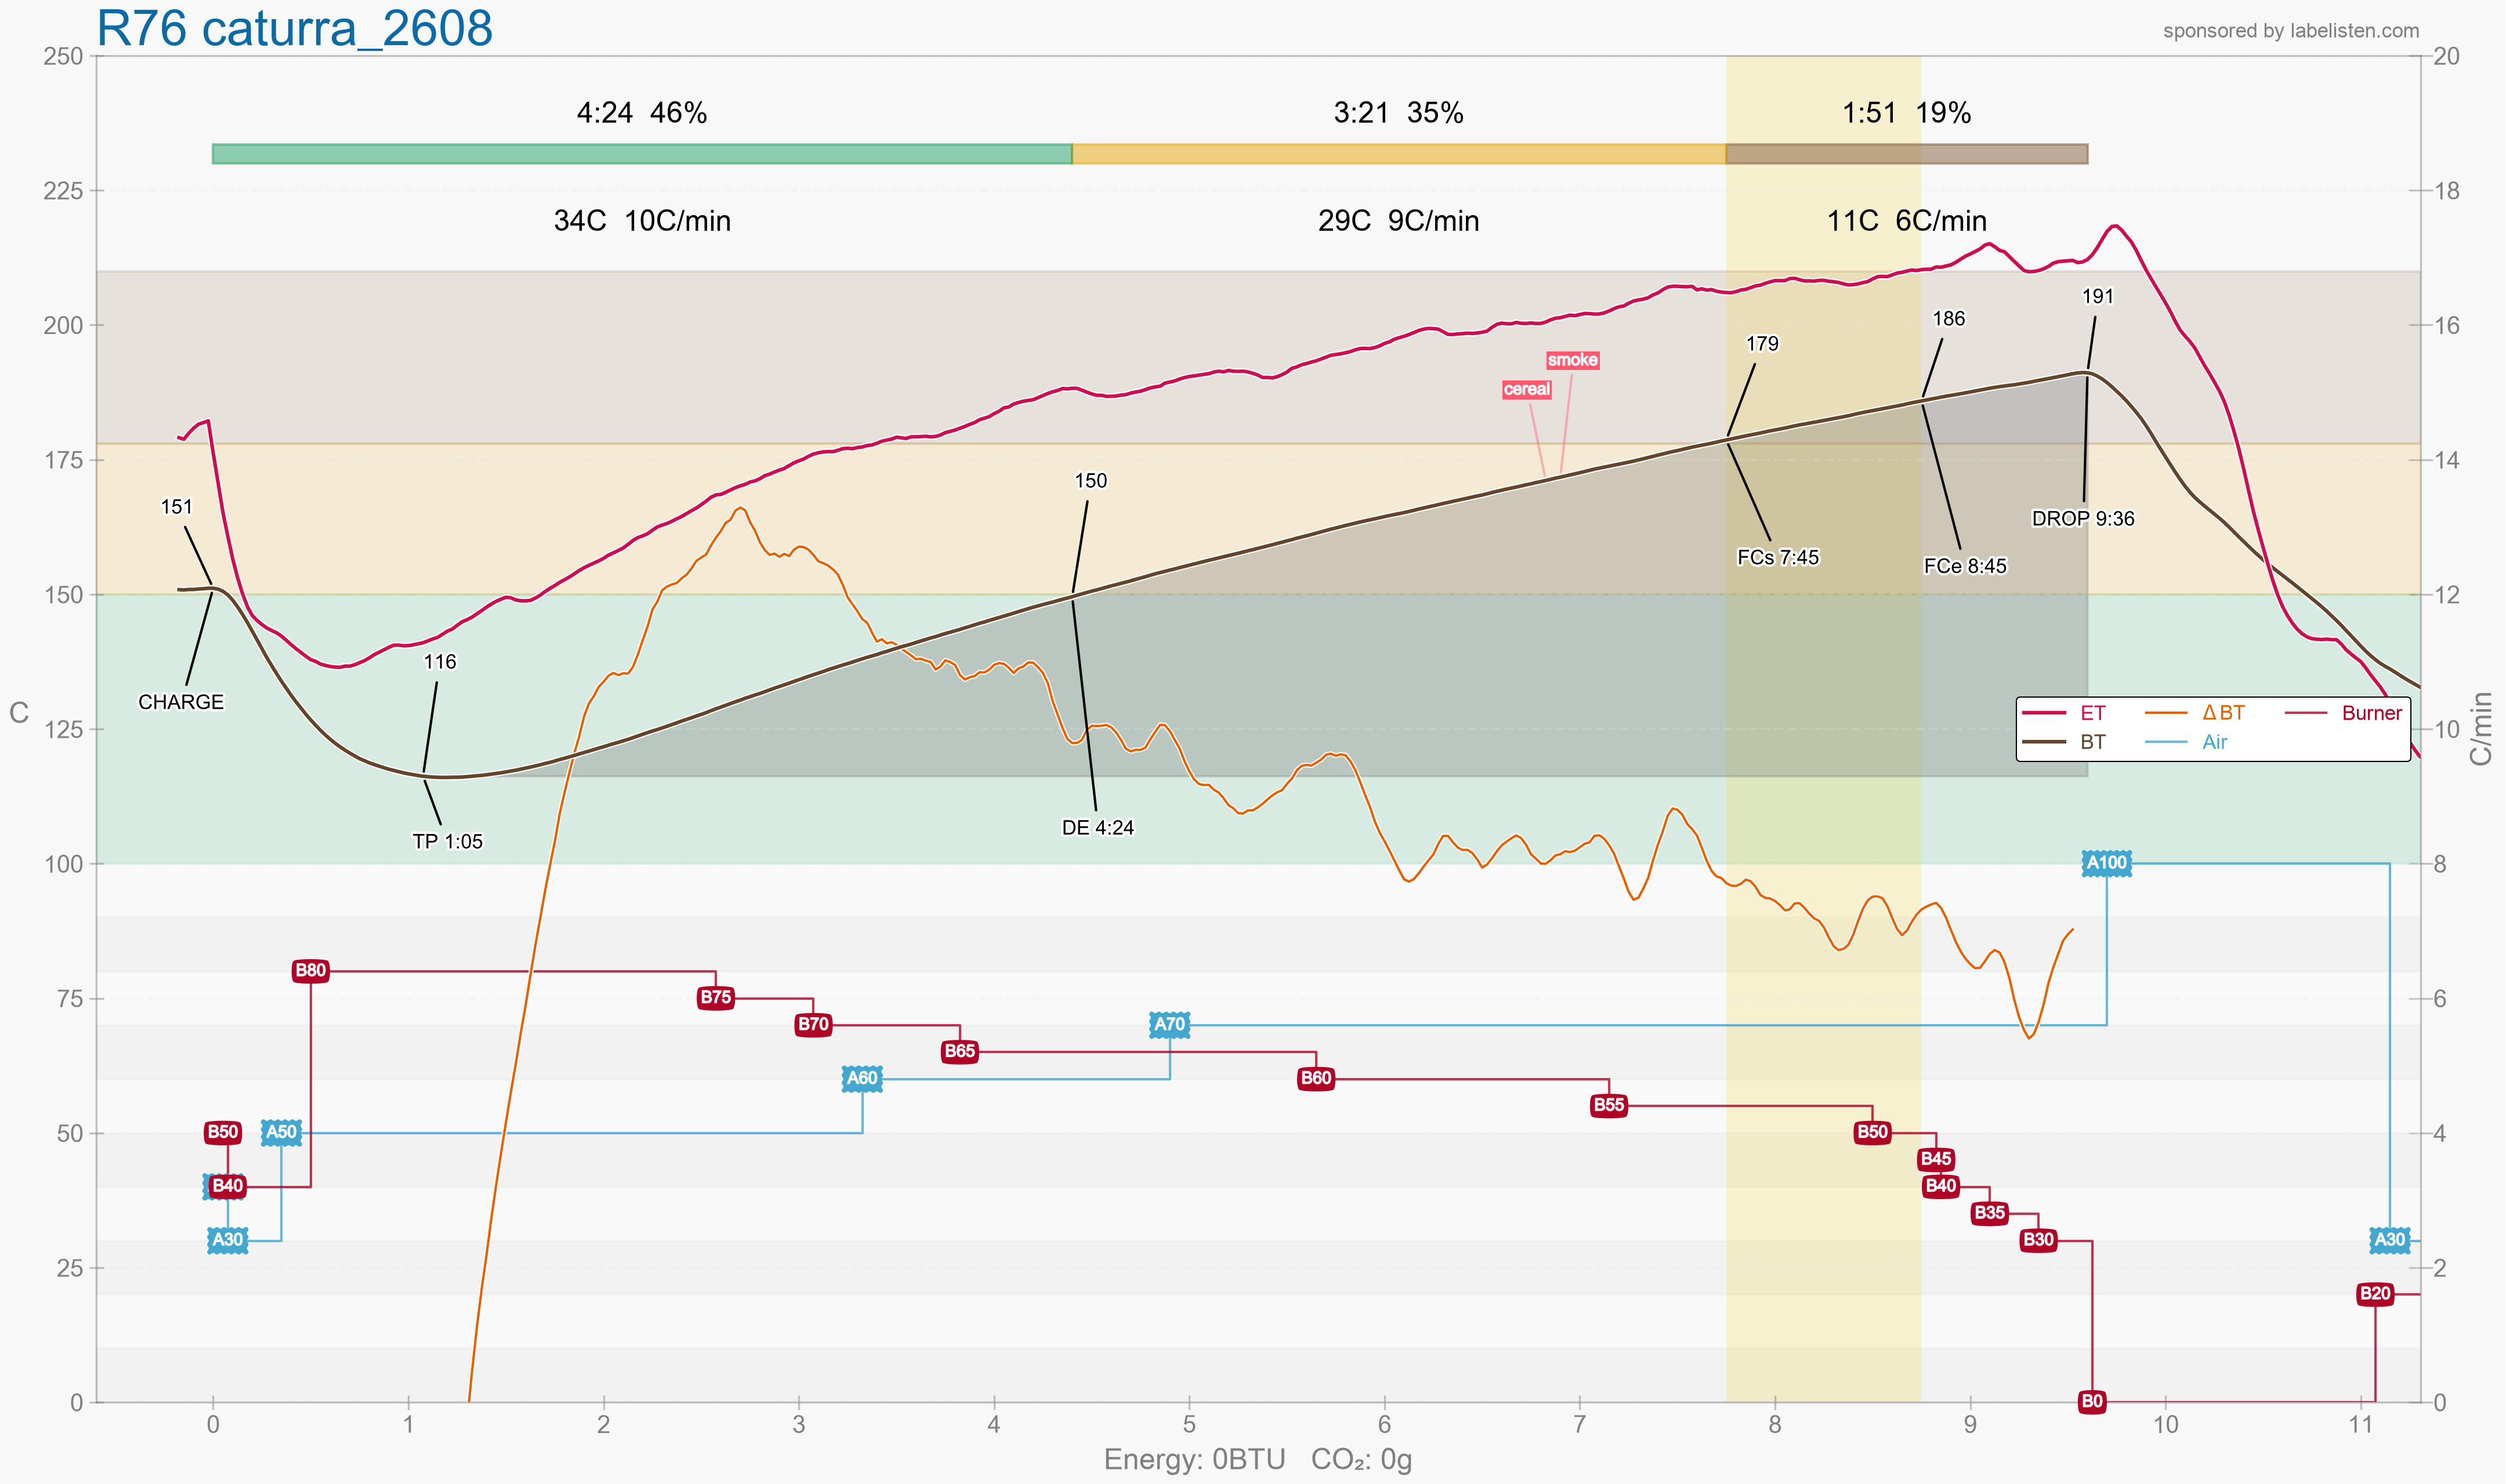 R76 caturra_2608
sponsored by labelisten.com
250
225
200
175
150
125
100
75
50
25
0
C
20
18
16
14
12
10
8
6
4
2
0
C/min
4:24 46%
3:21 35%
1:51 19%
34C 10C/min
29C 9C/min
11C 6C/min
151
CHARGE
116
TP 1:05
150
DE 4:24
cereal
smoke
179
FCs 7:45
186
FCe 8:45
191
DROP 9:36
ET
Δ BT
Burner
BT
Air
A100
B80
B75
B70
B65
B60
B55
B50
B45
B40
B35
B30
B0
B20
A30
A70
A60
A50
B50
B40
A30
0
1
2
3
4
5
6
7
8
9
10
11
Energy: 0BTU CO₂: 0g